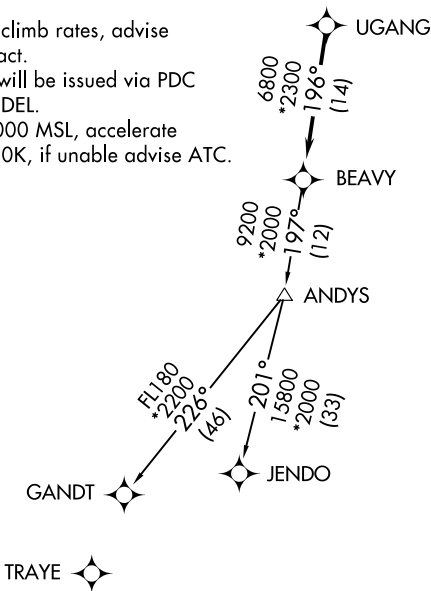 climb rates, advise
act.
will be issued via PDC
DEL.
000 MSL, accelerate
0K, if unable advise ATC.
UGANG
6800
*2300
196°
(14)
BEAVY
9200
*2000
197°
(12)
ANDYS
FL180
*2200
226°
(46)
201°
15800
*2000
(33)
GANDT
JENDO
TRAYE